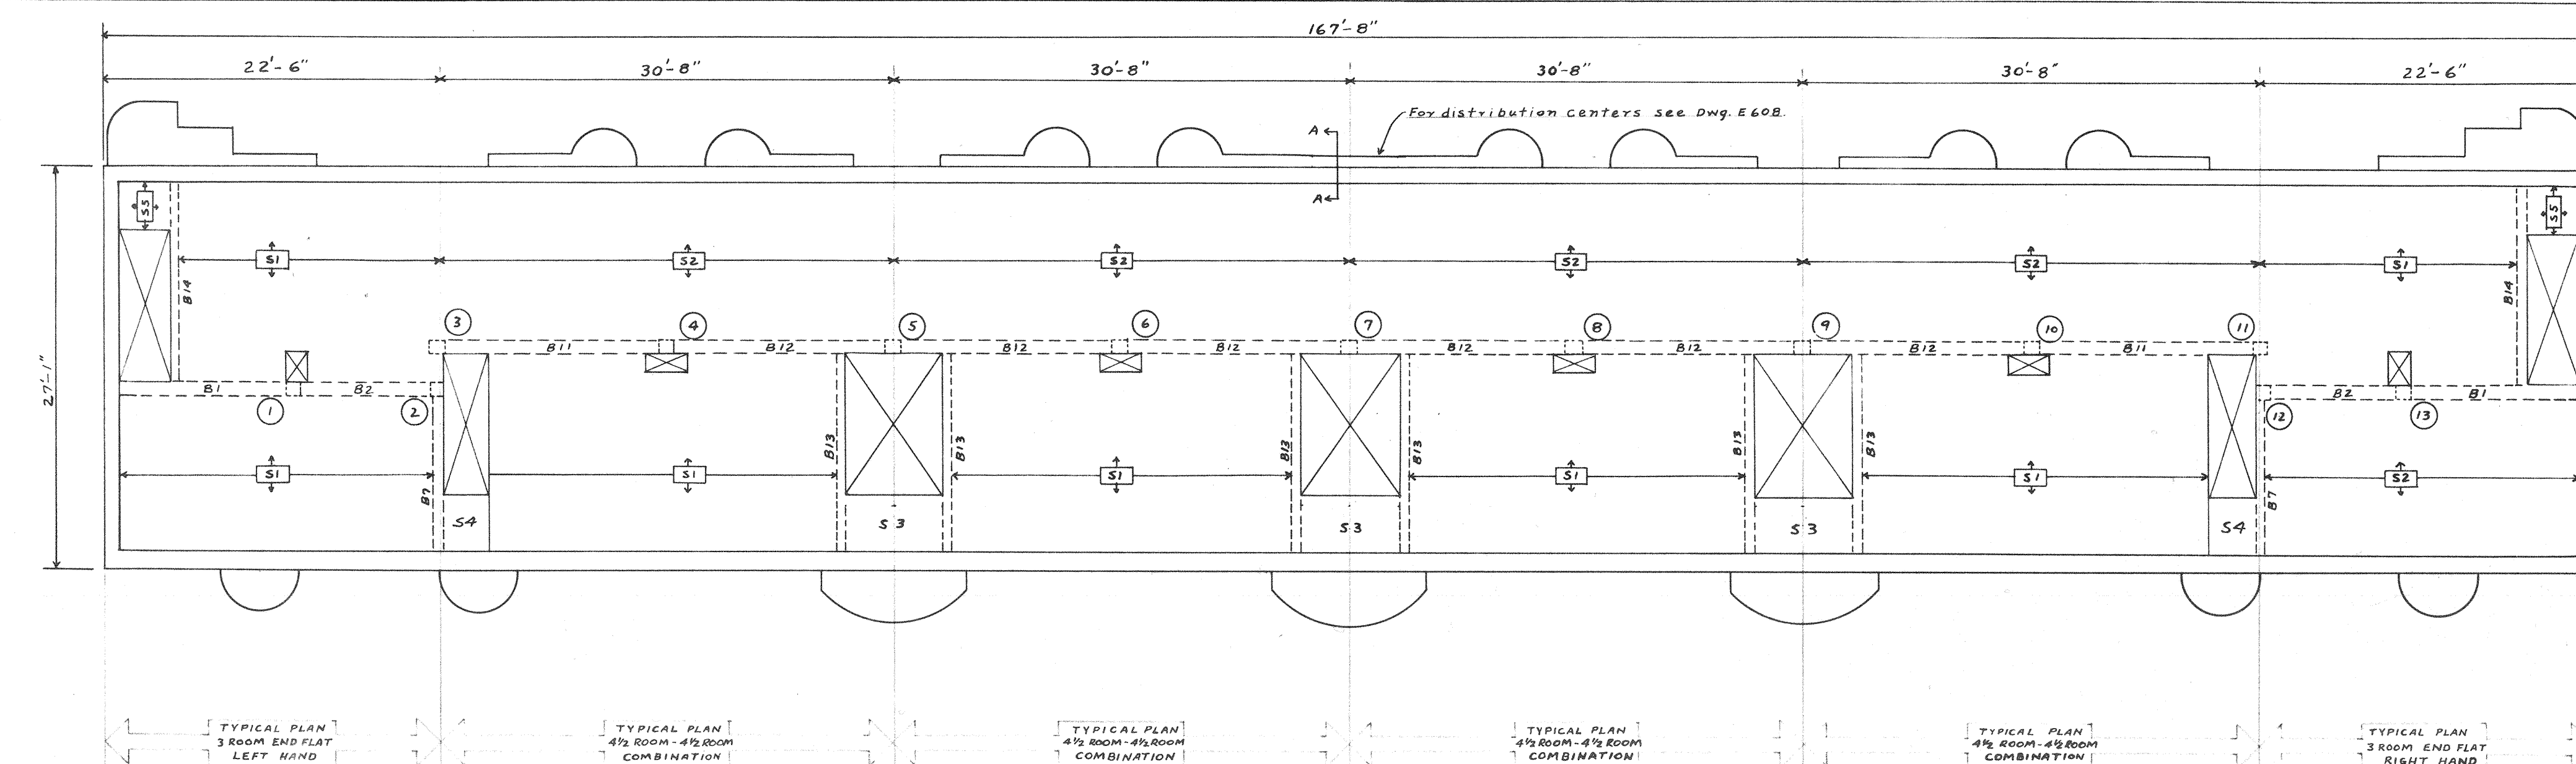 167'-8"
22'-6" 30'-8" 30'-8" 30'-8" 30'-8" 22'-6"
For distribution centers see Dwg. E608.
A
A
27'-1"
S5 S5
S1 S2 S2 S2 S2 S1
B14 B14
3 4 5 6 7 8 9 10 11
B11 B12 B12 B12 B12 B12 B12 B11
B1 B2 B2 B1
1 2 12 13
B13 B13 B13 B13 B13 B13
S1 S1 S1 S1 S1 S2
B7 B7
S4 S3 S3 S3 S4
TYPICAL PLAN
3 ROOM END FLAT
LEFT HAND
TYPICAL PLAN
4½ ROOM-4½ ROOM
COMBINATION
TYPICAL PLAN
4½ ROOM-4½ ROOM
COMBINATION
TYPICAL PLAN
4½ ROOM-4½ ROOM
COMBINATION
TYPICAL PLAN
4½ ROOM-4½ ROOM
COMBINATION
TYPICAL PLAN
3 ROOM END FLAT
RIGHT HAND